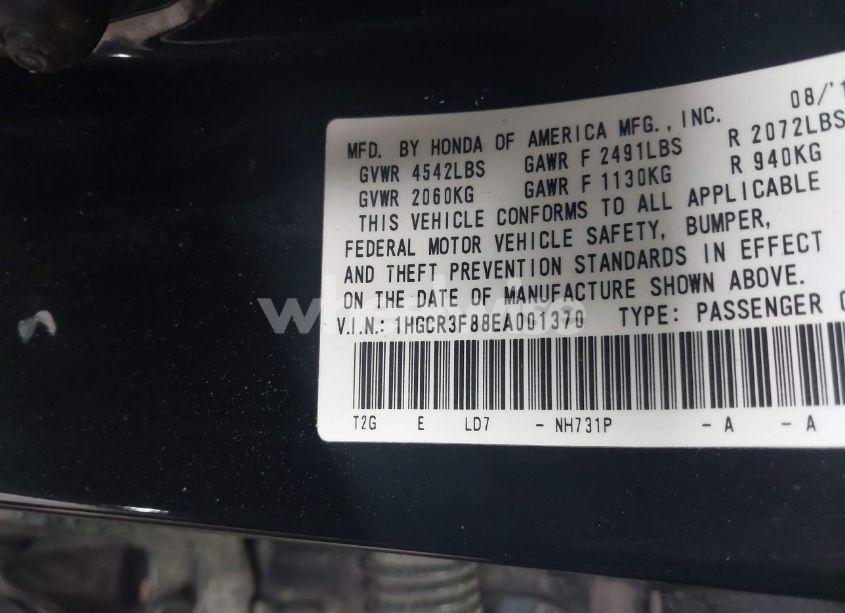 08/'1
MFD. BY HONDA OF AMERICA MFG., INC.
GVWR 4542LBS GAWR F 2491LBS R 2072LBS
GVWR 2060KG GAWR F 1130KG R 940KG
THIS VEHICLE CONFORMS TO ALL APPLICABLE
FEDERAL MOTOR VEHICLE SAFETY, BUMPER,
AND THEFT PREVENTION STANDARDS IN EFFECT
ON THE DATE OF MANUFACTURE SHOWN ABOVE.
V.I.N.: 1HGCR3F88EA001370 TYPE: PASSENGER
T2G E LD7 - NH731P - A - A